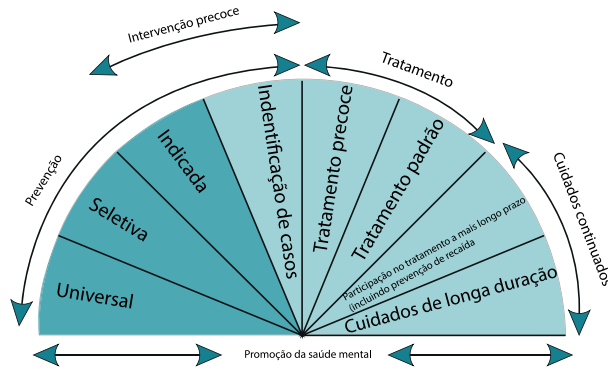 Intervenção precoce
Prevenção
Tratamento
Cuidados continuados
Universal
Seletiva
Indicada
Indentificação de casos
Tratamento precoce
Tratamento padrão
Participação no tratamento a mais longo prazo
(incluindo prevenção de recaída
Cuidados de longa duração
Promoção da saúde mental